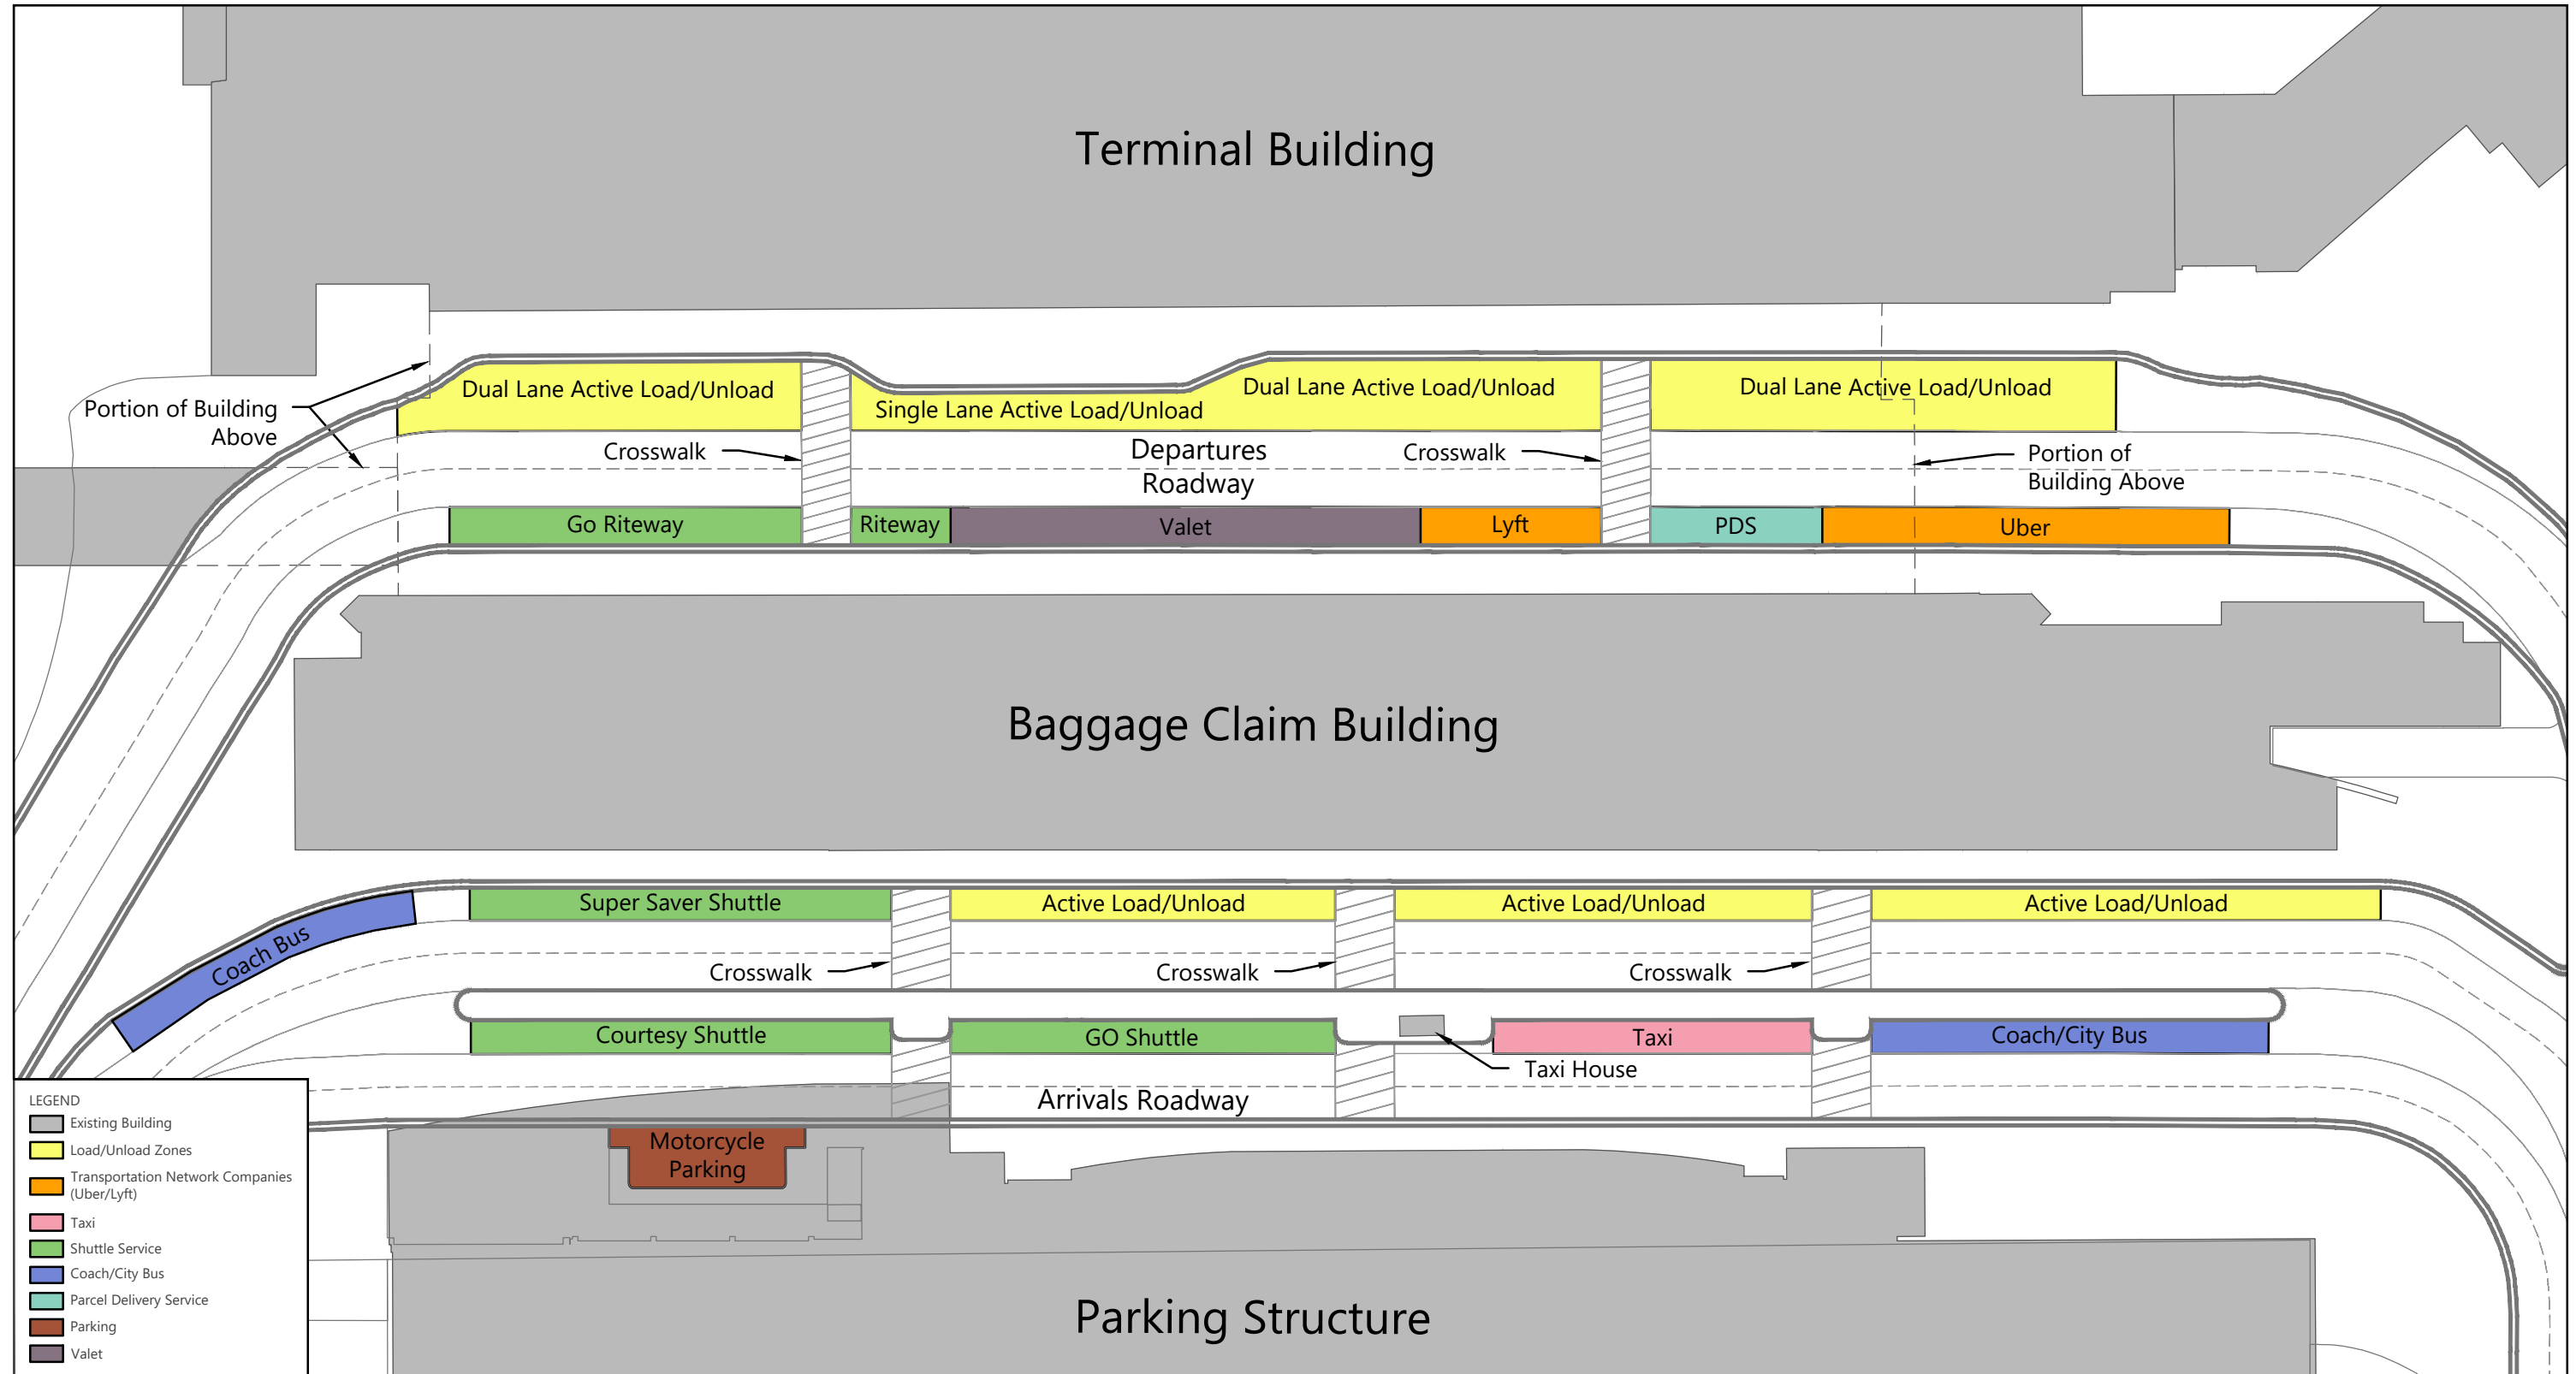 Terminal Building
Dual Lane Active Load/Unload
Single Lane Active Load/Unload
Dual Lane Active Load/Unload
Dual Lane Active Load/Unload
Portion of Building
Above
Crosswalk
Departures
Roadway
Crosswalk
Portion of
Building Above
Go Riteway
Riteway
Valet
Lyft
PDS
Uber
Baggage Claim Building
Super Saver Shuttle
Active Load/Unload
Active Load/Unload
Active Load/Unload
Coach Bus
Crosswalk
Crosswalk
Crosswalk
Courtesy Shuttle
GO Shuttle
Taxi
Coach/City Bus
Taxi House
Arrivals Roadway
Motorcycle
Parking
Parking Structure
LEGEND
Existing Building
Load/Unload Zones
Transportation Network Companies
(Uber/Lyft)
Taxi
Shuttle Service
Coach/City Bus
Parcel Delivery Service
Parking
Valet